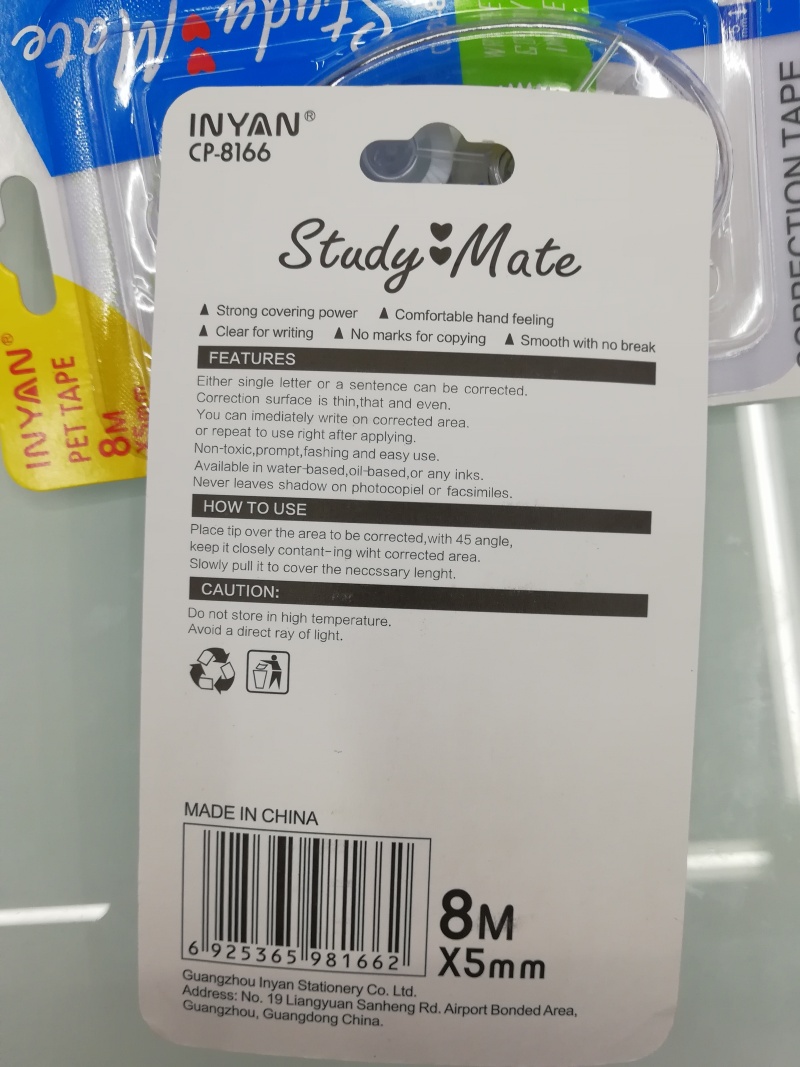 Study Mate
INYAN®
PET TAPE
8M
X5mm
CORRECTION TAPE
INYAN®
CP-8166
Study Mate
▲ Strong covering power ▲ Comfortable hand feeling
▲ Clear for writing ▲ No marks for copying ▲ Smooth with no break
FEATURES
Either single letter or a sentence can be corrected.
Correction surface is thin,that and even.
You can imediately write on corrected area.
or repeat to use right after applying.
Non-toxic,prompt,fashing and easy use.
Available in water-based,oil-based,or any inks.
Never leaves shadow on photocopiel or facsimiles.
HOW TO USE
Place tip over the area to be corrected,with 45 angle,
keep it closely contant-ing wiht corrected area.
Slowly pull it to cover the neccssary lenght.
CAUTION:
Do not store in high temperature.
Avoid a direct ray of light.
MADE IN CHINA
6 925365 981662
8M
X5mm
Guangzhou Inyan Stationery Co. Ltd.
Address: No. 19 Liangyuan Sanheng Rd. Airport Bonded Area,
Guangzhou, Guangdong China.